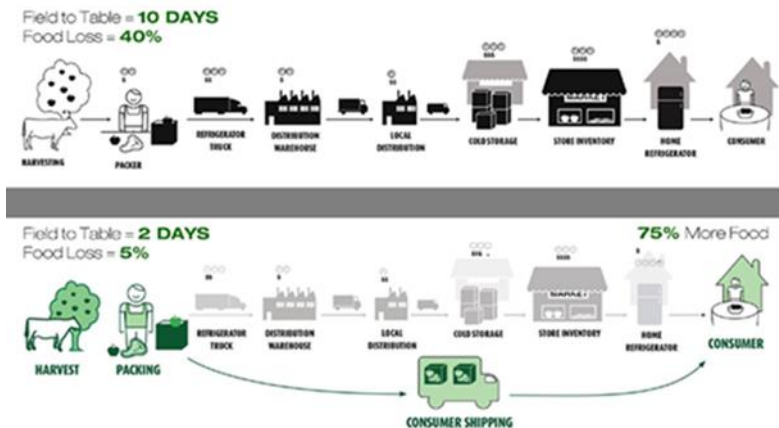 Field to Table = 10 DAYS
Food Loss = 40%
HARVESTING
PACKER
REFRIGERATOR
TRUCK
DISTRIBUTION
WAREHOUSE
LOCAL
DISTRIBUTION
COLD STORAGE
MARKET
STORE INVENTORY
HOME
REFRIGERATOR
CONSUMER
Field to Table = 2 DAYS
Food Loss = 5%
75% More Food
HARVEST
PACKING
REFRIGERATOR
TRUCK
DISTRIBUTION
WAREHOUSE
LOCAL
DISTRIBUTION
COLD STORAGE
MARKET
STORE INVENTORY
HOME
REFRIGERATOR
CONSUMER
CONSUMER SHIPPING